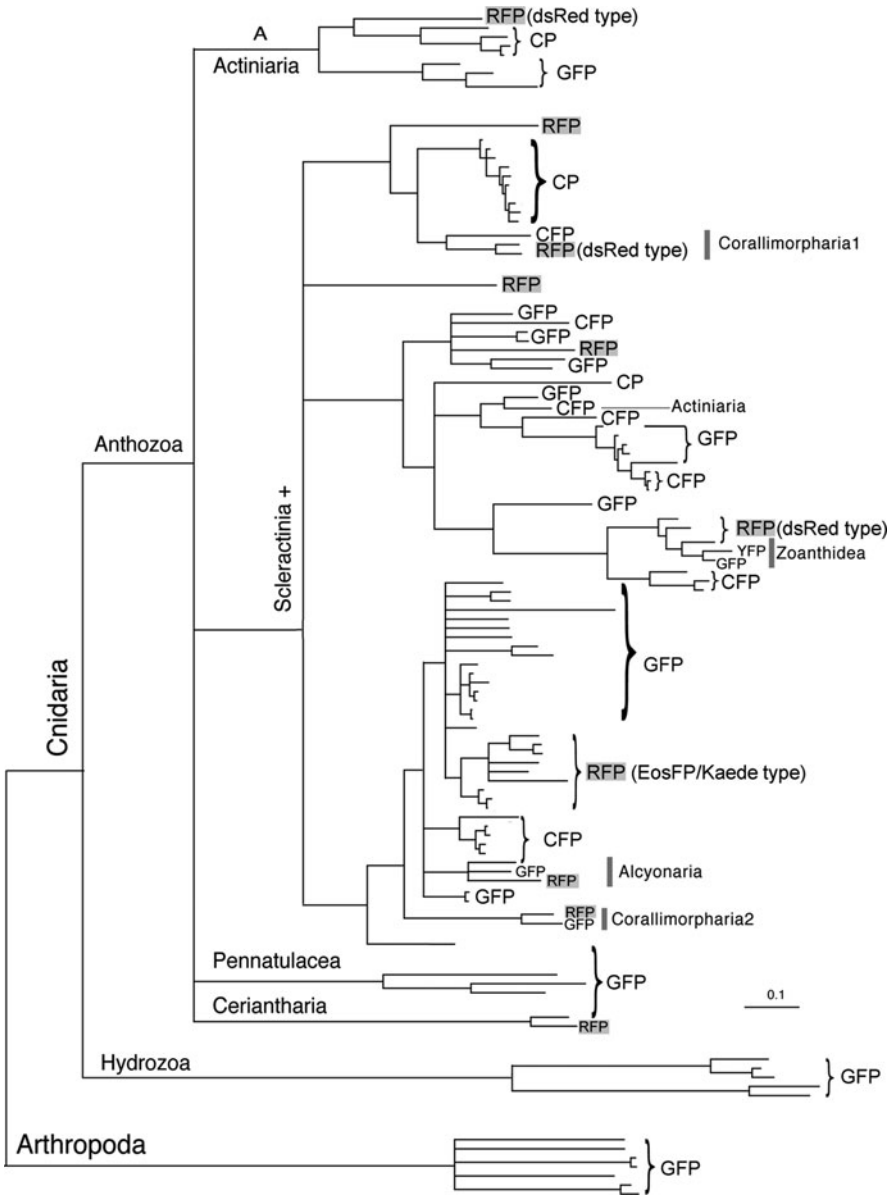 RFP (dsRed type)
A
CP
Actiniaria
GFP
RFP
CP
CFP
Corallimorpharia1
RFP (dsRed type)
RFP
GFP
CFP
GFP
RFP
GFP
CP
GFP
CFP
Actiniaria
CFP
GFP
Anthozoa
CFP
Scleractinia +
GFP
RFP (dsRed type)
YFP
Zoanthidea
GFP
CFP
GFP
Cnidaria
RFP (EosFP/Kaede type)
CFP
GFP
Alcyonaria
RFP
GFP
RFP
Corallimorpharia2
GFP
Pennatulacea
GFP
Ceriantharia
0.1
RFP
Hydrozoa
GFP
Arthropoda
GFP